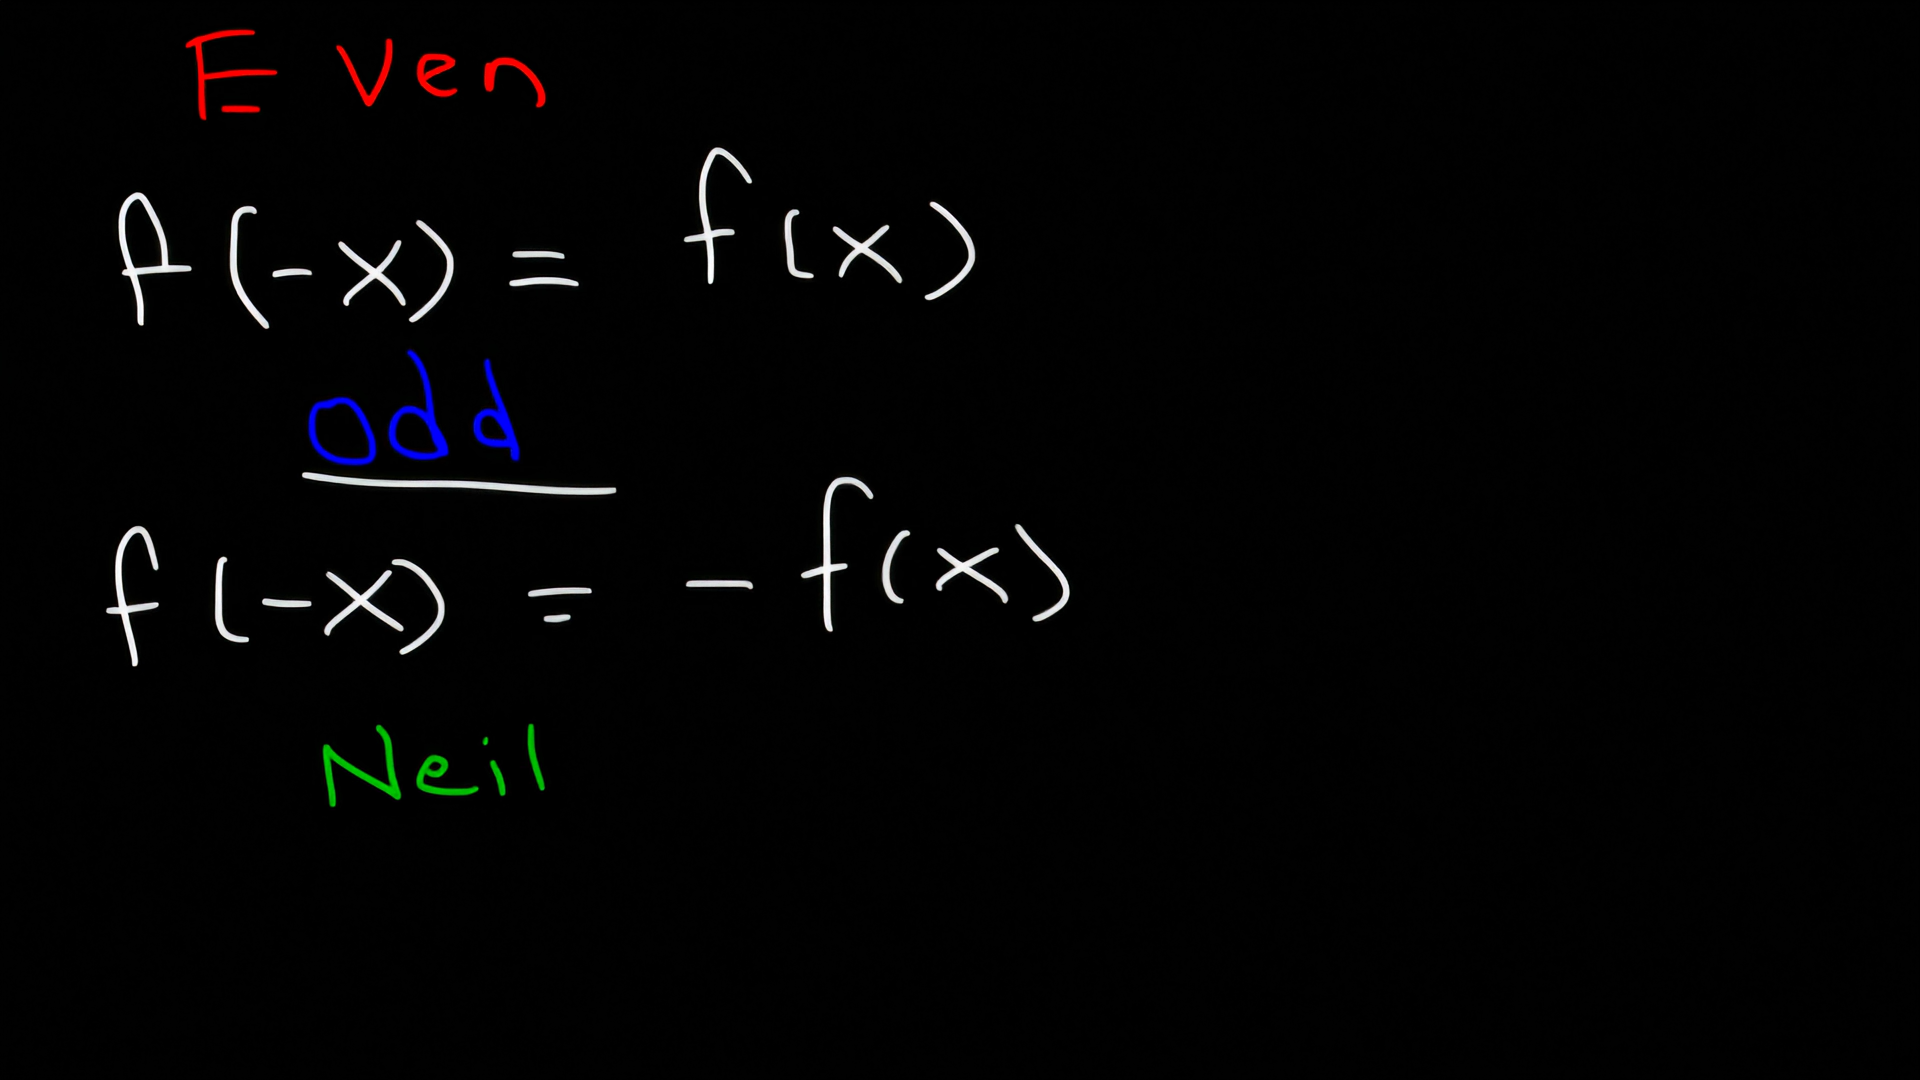 Even
f(-x) = f(x)
odd
f(-x) = -f(x)
Neil